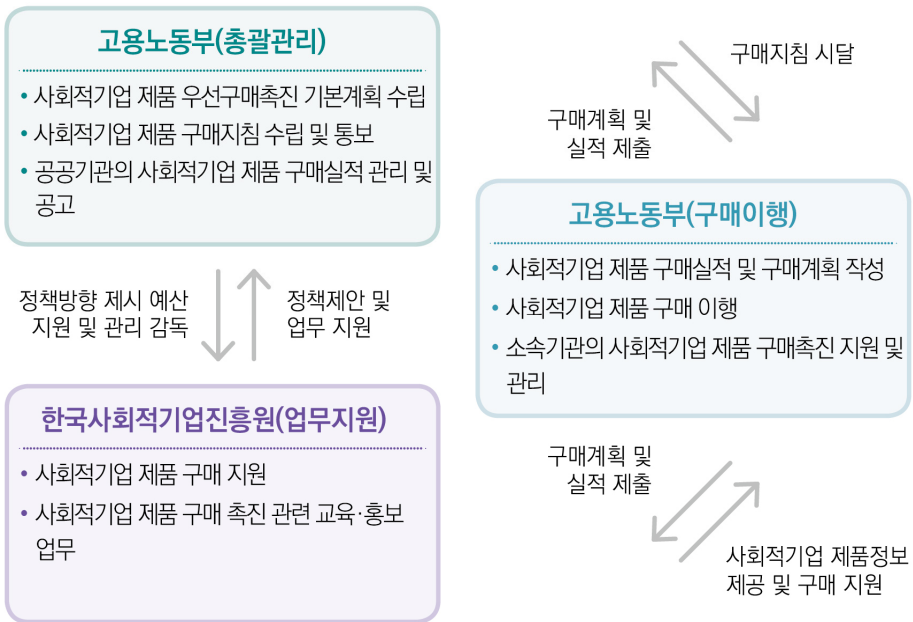 고용노동부(총괄관리)
• 사회적기업 제품 우선구매촉진 기본계획 수립
• 사회적기업 제품 구매지침 수립 및 통보
• 공공기관의 사회적기업 제품 구매실적 관리 및
공고
정책방향 제시 예산
지원 및 관리 감독
정책제안 및
업무 지원
한국사회적기업진흥원(업무지원)
• 사회적기업 제품 구매 지원
• 사회적기업 제품 구매 촉진 관련 교육·홍보
업무
구매지침 시달
구매계획 및
실적 제출
고용노동부(구매이행)
• 사회적기업 제품 구매실적 및 구매계획 작성
• 사회적기업 제품 구매 이행
• 소속기관의 사회적기업 제품 구매촉진 지원 및
관리
구매계획 및
실적 제출
사회적기업 제품정보
제공 및 구매 지원